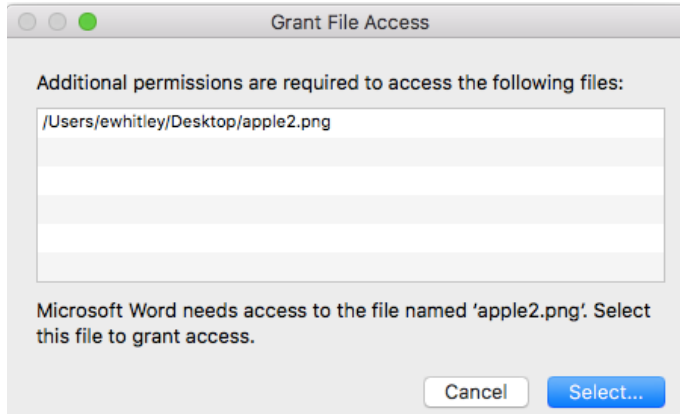 Grant File Access
Additional permissions are required to access the following files:
/Users/ewhitley/Desktop/apple2.png
Microsoft Word needs access to the file named ‘apple2.png‘. Select
this file to grant access.
Cancel
Select...